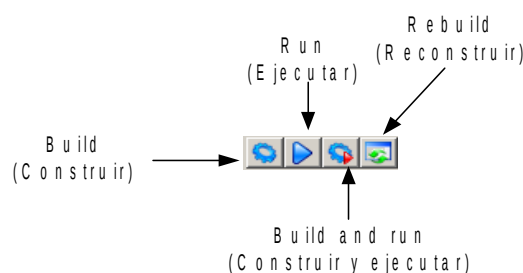 Rebuild
(Reconstruir)
Run
(Ejecutar)
Build
(Construir)
Build and run
(Construir y ejecutar)